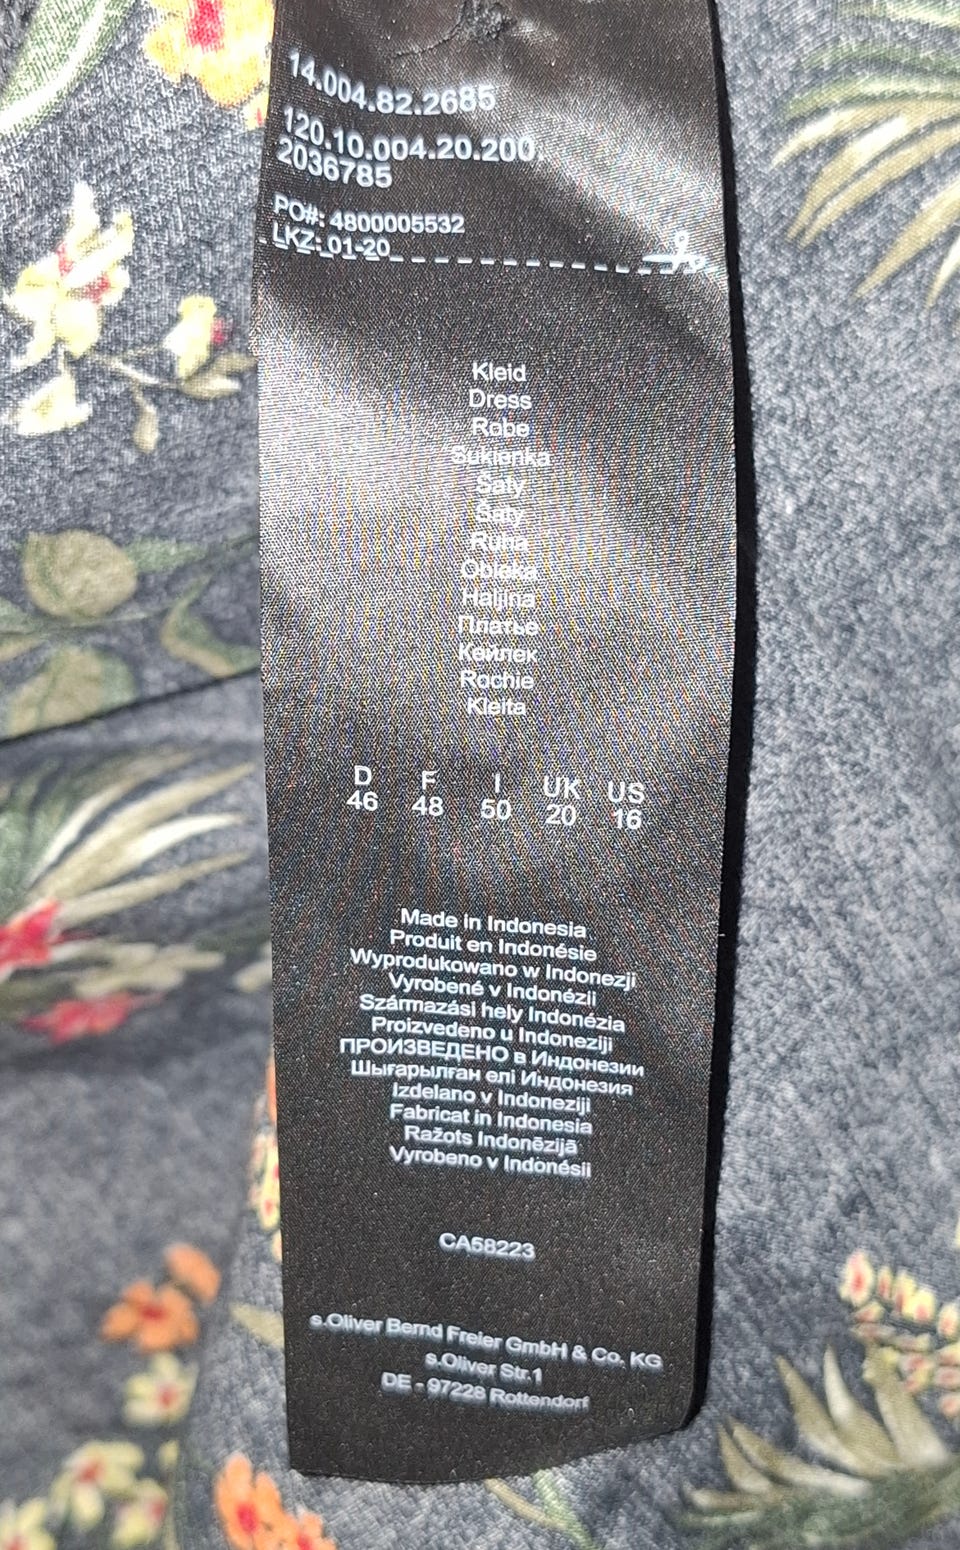 14.004.82.2685
120.10.004.20.200.
2036785
PO#: 4800005532
LKZ: 01-20
Kleid
Dress
Robe
Sukienka
Šaty
Šaty
Ruha
Obleka
Haljina
Платье
Көйлек
Rochie
Kleita
D F I UK US
46 48 50 20 16
Made in Indonesia
Produit en Indonésie
Wyprodukowano w Indonezji
Vyrobené v Indonézii
Származási hely Indonézia
Proizvedeno u Indoneziji
ПРОИЗВЕДЕНО в Индонезии
Шығарылған елі Индонезия
Izdelano v Indoneziji
Fabricat in Indonesia
Ražots Indonēzijā
Vyrobeno v Indonésii
CA58223
s.Oliver Bernd Freier GmbH & Co. KG
s.Oliver Str.1
DE - 97228 Rottendorf